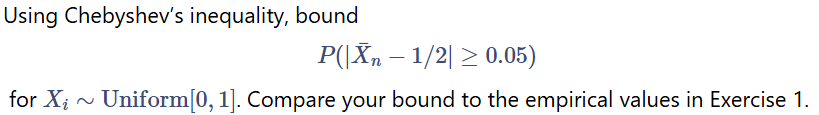 Using Chebyshev’s inequality, bound
P(|X̄ₙ − 1/2| ≥ 0.05)
for Xᵢ ∼ Uniform[0, 1]. Compare your bound to the empirical values in Exercise 1.